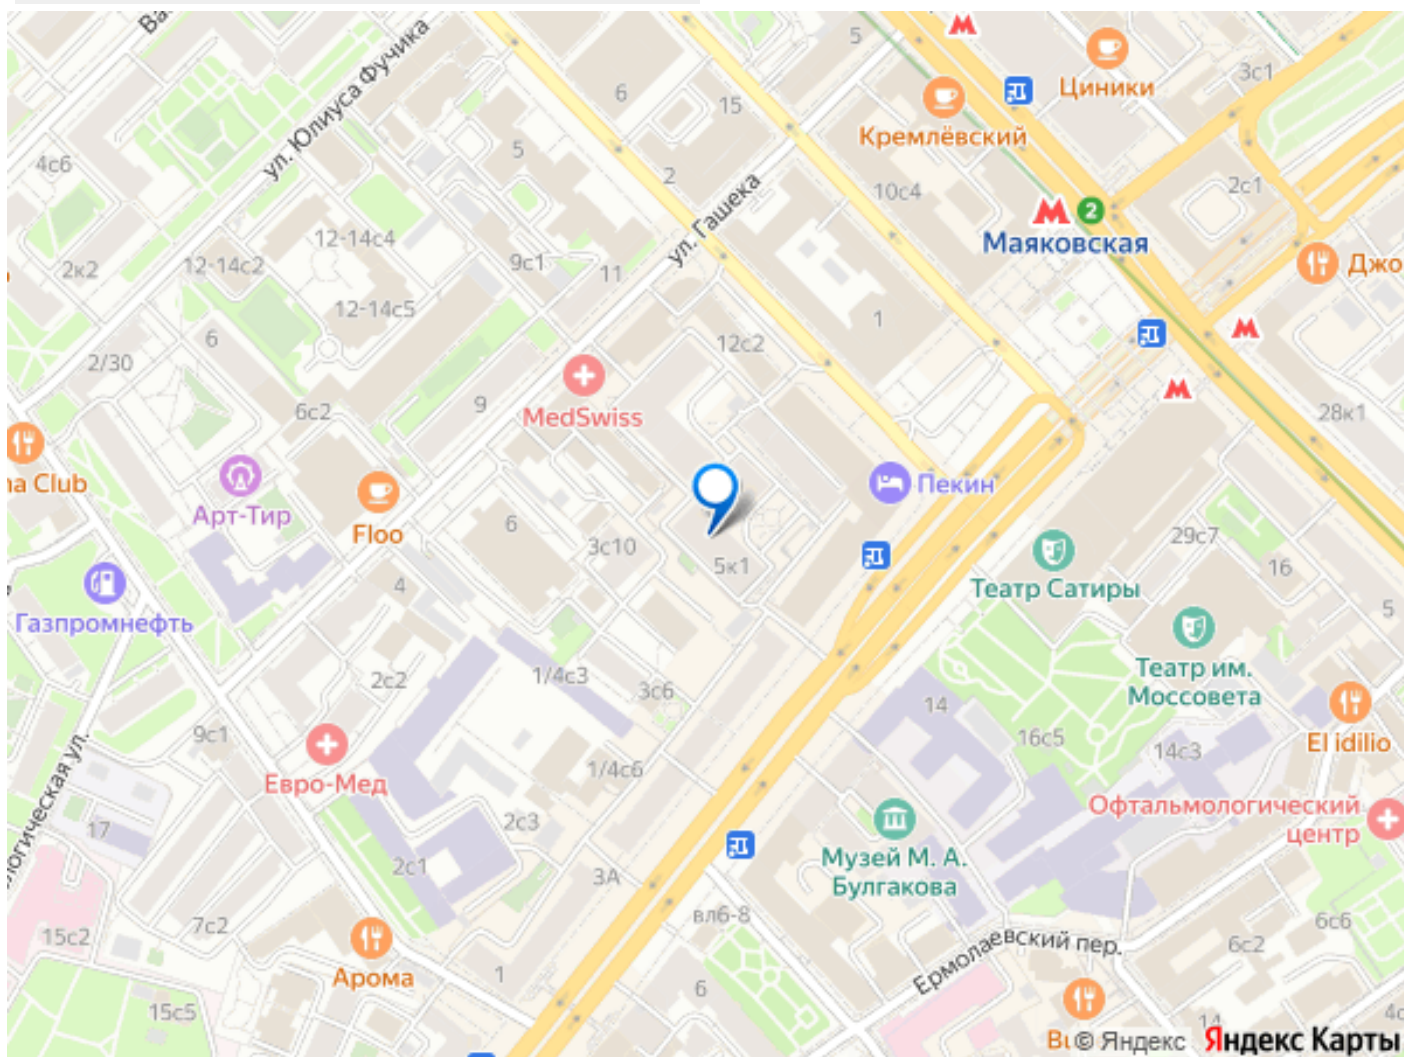 ул. Юлиуса Фучика
5
6
15
Циники
3с1
Кремлёвский
4с6
5
2
10с4
2с1
2
ул. Гашека
Маяковская
12-14с4
2к2
12-14с2
9с1
11
Джо
12-14с5
1
6
12с2
2/30
6с2
9
MedSwiss
28к1
a Club
Арт-Тир
Floo
6
Пекин
3с10
5к1
29с7
16
Театр Сатиры
4
5
Газпромнефть
1/4с3
2с2
3с6
Театр им.
Моссовета
14
9с1
16с5
14с3
El idilio
Евро-Мед
1/4с6
Офтальмологический
центр
17
2с3
логическая ул.
2с1
3А
Музей М. А.
Булгакова
вл6-8
7с2
15с2
Ермолаевский пер.
6с6
6с2
Арома
1
6
15с5
14
4с
© Яндекс
Яндекс Карты